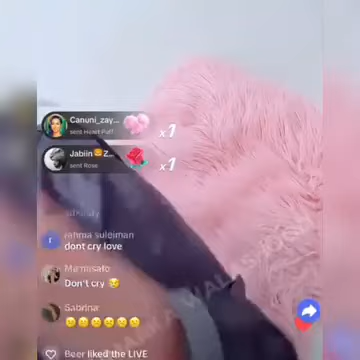 Canuni_zay...
sent Heart Puff
x1
Jabiin🤴Z...
sent Rose
x1
rahma suleiman
dont cry love
Mamasato
Don't cry 😢
Sabrina
Beer liked the LIVE